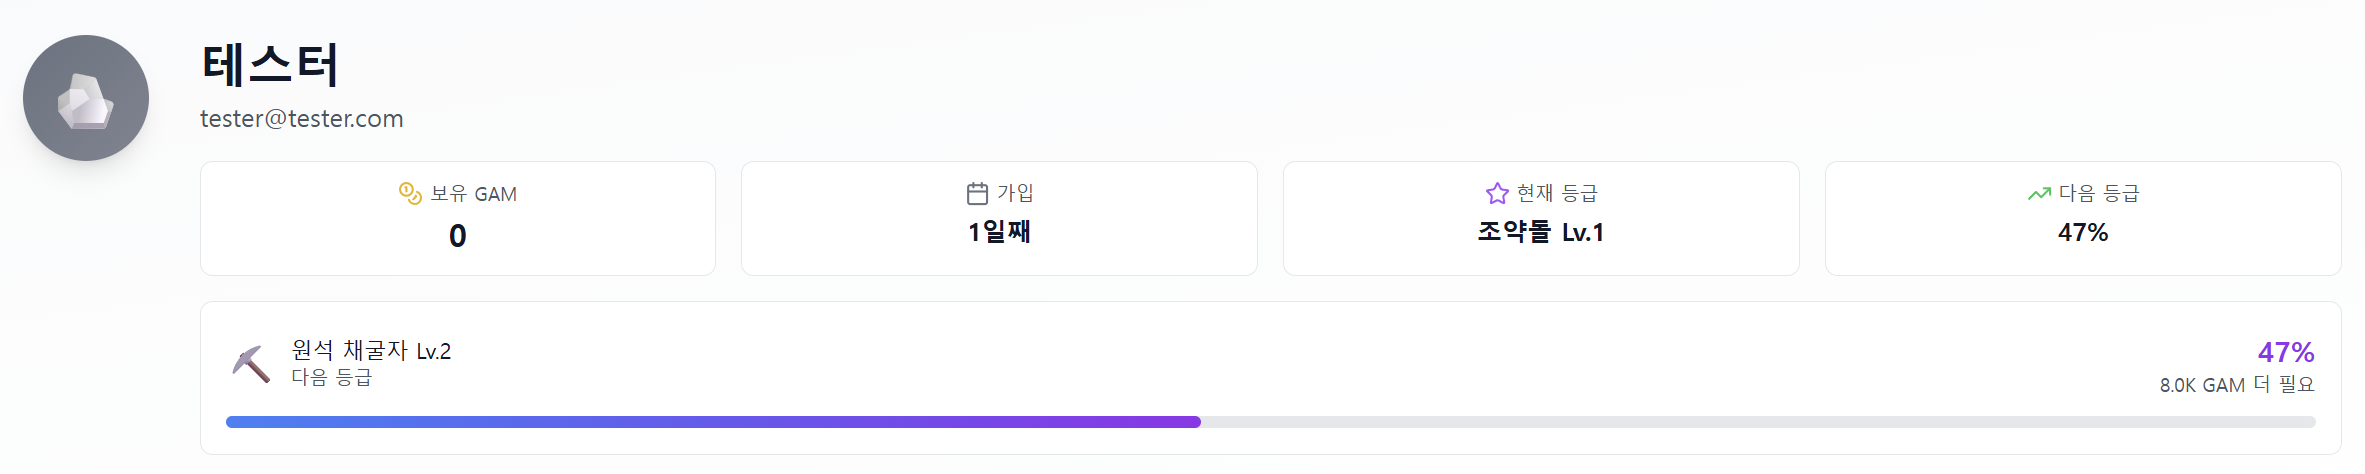 테스터
tester@tester.com
보유 GAM
0
가입
1일째
현재 등급
조약돌 Lv.1
다음 등급
47%
원석 채굴자 Lv.2
다음 등급
47%
8.0K GAM 더 필요